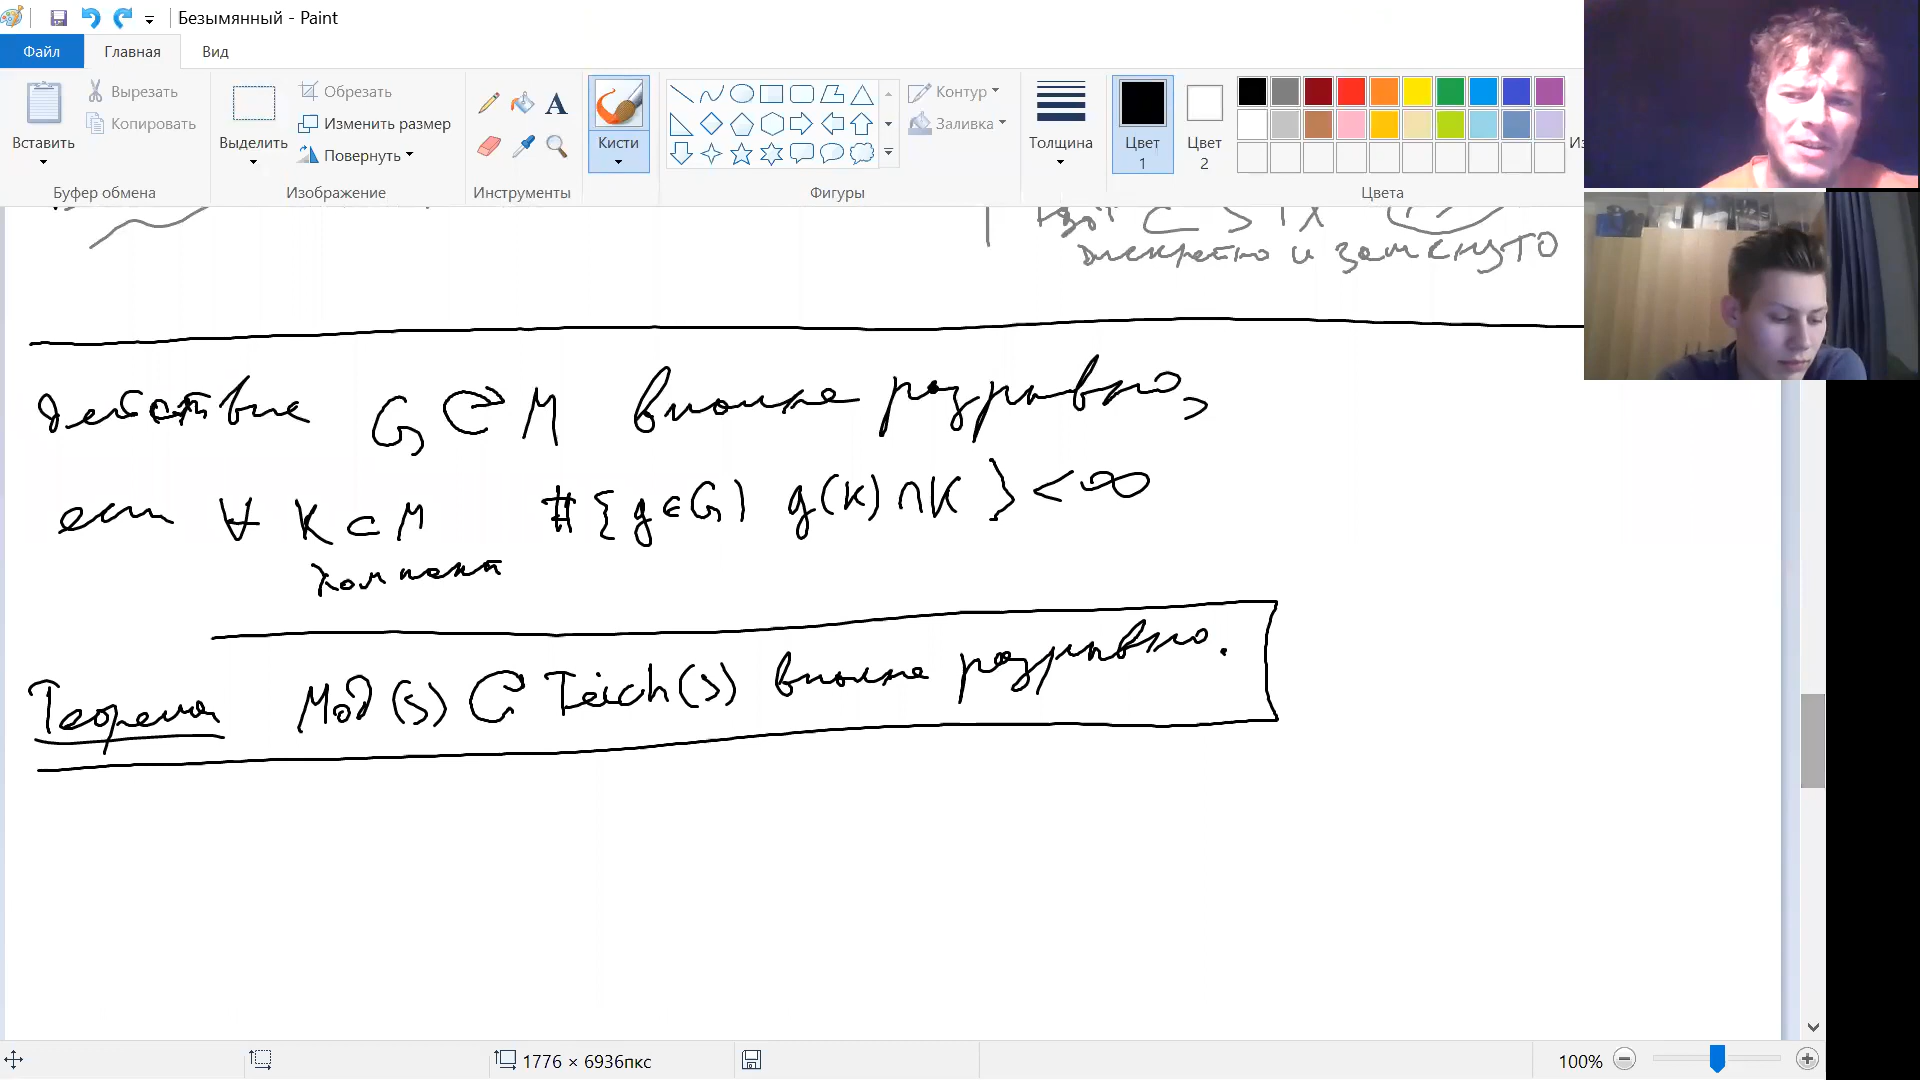 Безымянный - Paint
Файл Главная Вид
Вставить
Вырезать
Копировать
Буфер обмена
Выделить
Обрезать
Изменить размер
Повернуть
Изображение
A
Инструменты
Кисти
Фигуры
Контур
Заливка
Толщина
Цвет 1
Цвет 2
Цвета
Из
дискретно и замкнуто
действие G ↷ M вполне разрывно,
если ∀ K ⊂ M #{g∈G | g(K)∩K } < ∞
компакт
Теорема Mod(S) ↷ Teich(S) вполне разрывно.
1776 × 6936пкс
100%